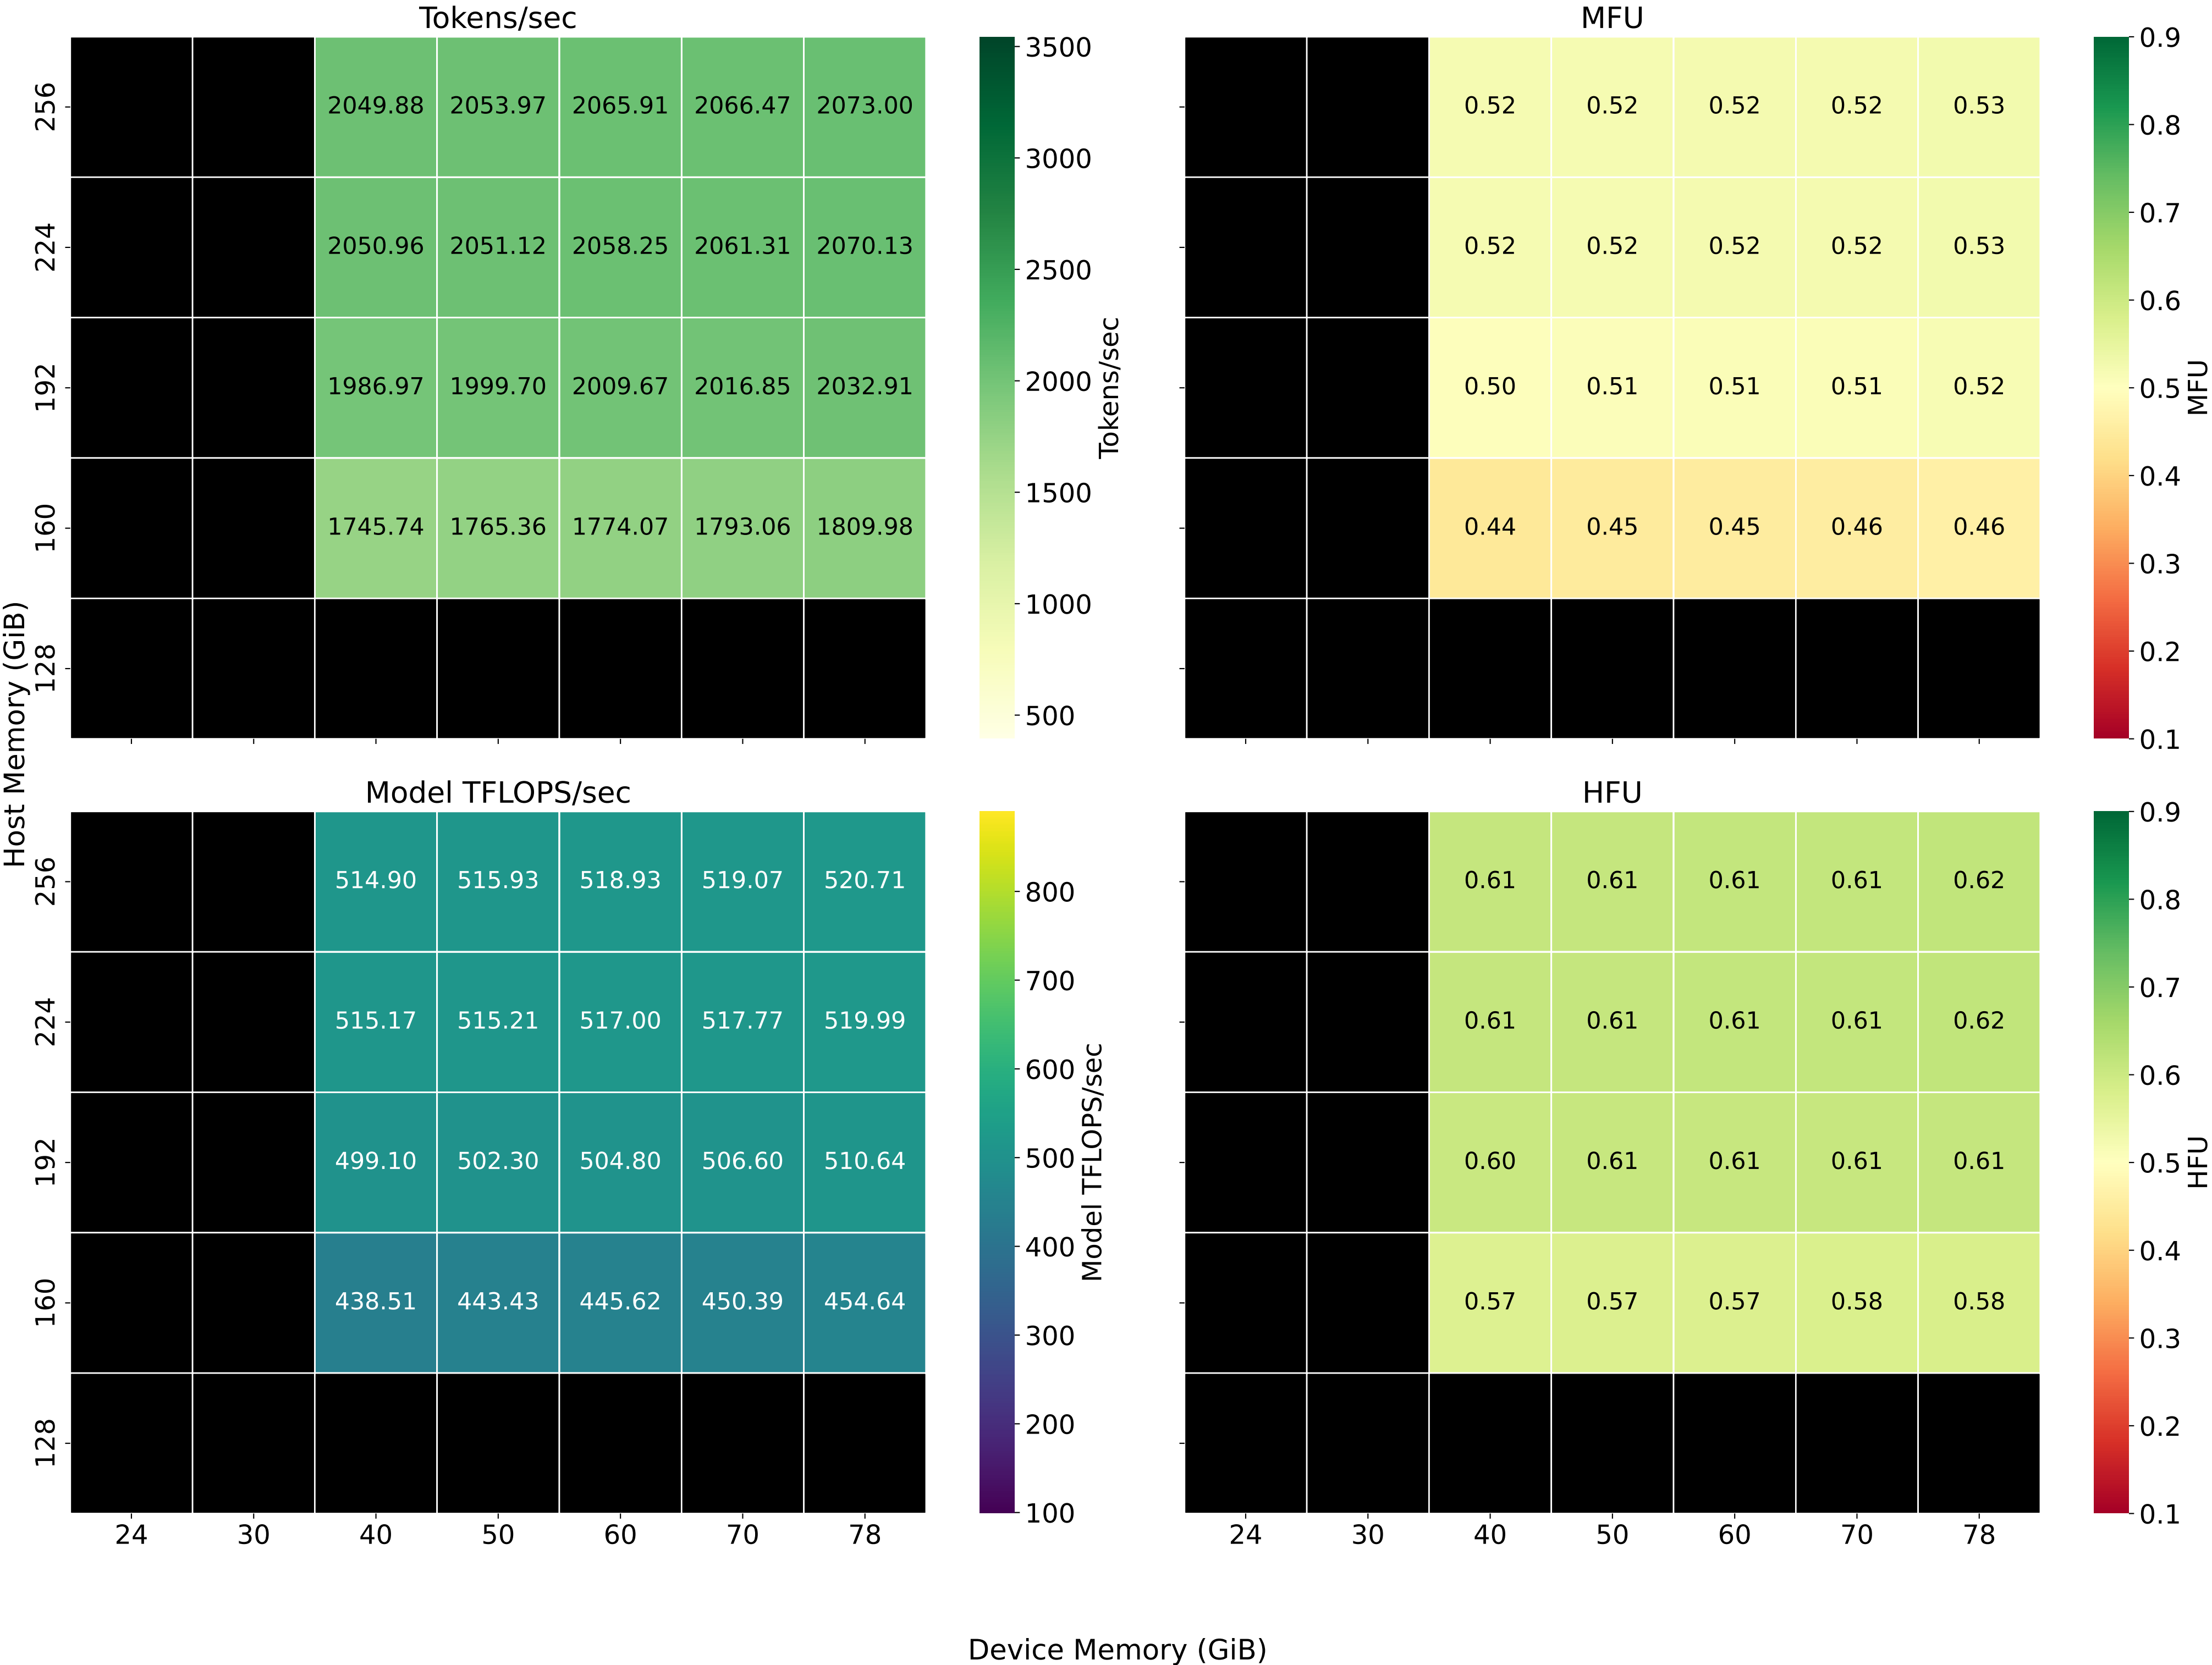 Tokens/sec
256 2049.88 2053.97 2065.91 2066.47 2073.00
224 2050.96 2051.12 2058.25 2061.31 2070.13
192 1986.97 1999.70 2009.67 2016.85 2032.91
160 1745.74 1765.36 1774.07 1793.06 1809.98
128
3500
3000
2500
2000
1500
1000
500
Tokens/sec
MFU
0.52 0.52 0.52 0.52 0.53
0.52 0.52 0.52 0.52 0.53
0.50 0.51 0.51 0.51 0.52
0.44 0.45 0.45 0.46 0.46
0.9
0.8
0.7
0.6
0.5
0.4
0.3
0.2
0.1
MFU
Host Memory (GiB)
Model TFLOPS/sec
256 514.90 515.93 518.93 519.07 520.71
224 515.17 515.21 517.00 517.77 519.99
192 499.10 502.30 504.80 506.60 510.64
160 438.51 443.43 445.62 450.39 454.64
128
24 30 40 50 60 70 78
800
700
600
500
400
300
200
100
Model TFLOPS/sec
HFU
0.61 0.61 0.61 0.61 0.62
0.61 0.61 0.61 0.61 0.62
0.60 0.61 0.61 0.61 0.61
0.57 0.57 0.57 0.58 0.58
24 30 40 50 60 70 78
0.9
0.8
0.7
0.6
0.5
0.4
0.3
0.2
0.1
HFU
Device Memory (GiB)